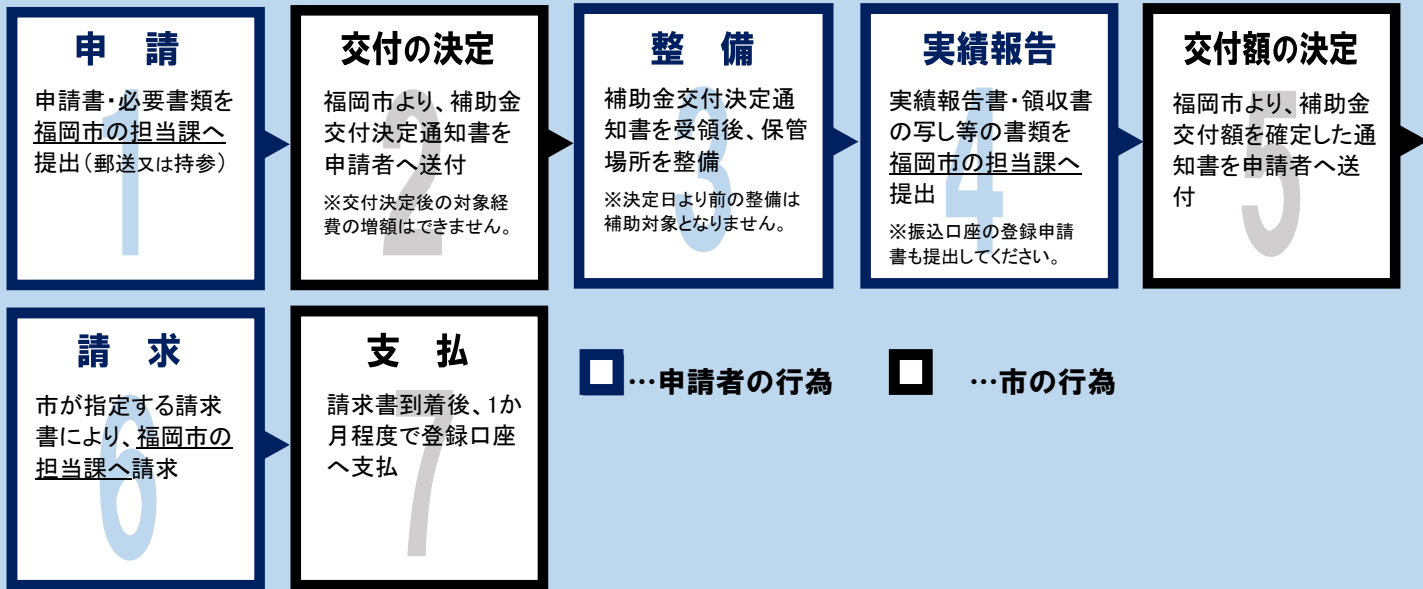 申 請
1
申請書・必要書類を
福岡市の担当課へ
提出（郵送又は持参）
交付の決定
2
福岡市より、補助金
交付決定通知書を
申請者へ送付
※交付決定後の対象経
費の増額はできません。
整 備
3
補助金交付決定通
知書を受領後、保管
場所を整備
※決定日より前の整備は
補助対象となりません。
実績報告
4
実績報告書・領収書
の写し等の書類を
福岡市の担当課へ
提出
※振込口座の登録申請
書も提出してください。
交付額の決定
5
福岡市より、補助金
交付額を確定した通
知書を申請者へ送
付
請 求
6
市が指定する請求
書により、福岡市の
担当課へ請求
支 払
7
請求書到着後、1か
月程度で登録口座
へ支払
…申請者の行為
…市の行為